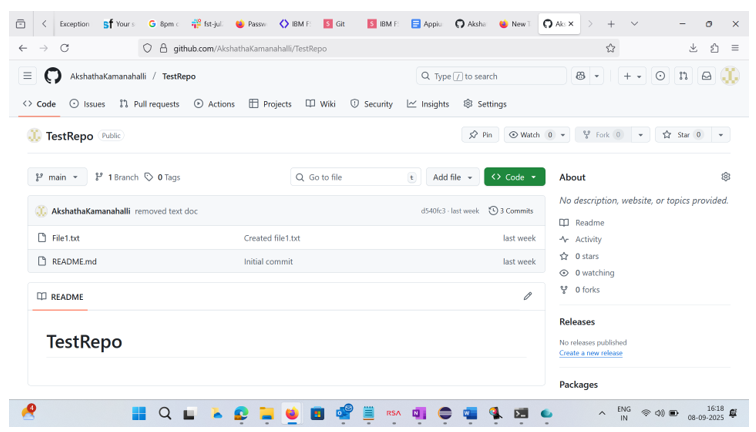 Exception
Your s
8pm c
fst-jul
Passw
IBM FS
Git
IBM FS
Appiu
Aksha
New T
Ak
github.com/AkshathaKamanahalli/TestRepo
AkshathaKamanahalli / TestRepo
Type / to search
Code
Issues
Pull requests
Actions
Projects
Wiki
Security
Insights
Settings
TestRepo Public
Pin
Watch 0
Fork 0
Star 0
main
1 Branch
0 Tags
Go to file t
Add file
Code
AkshathaKamanahalli removed text doc
d540fc3 · last week
3 Commits
File1.txt Created file1.txt last week
README.md Initial commit last week
README
TestRepo
About
No description, website, or topics provided.
Readme
Activity
0 stars
0 watching
0 forks
Releases
No releases published
Create a new release
Packages
4
RSA
ENG
IN
16:18
08-09-2025